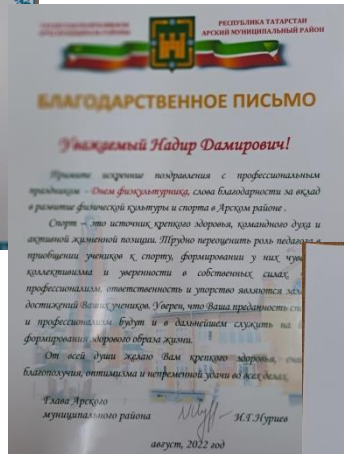 РЕСПУБЛИКА ТАТАРСТАН
АРСКИЙ МУНИЦИПАЛЬНЫЙ РАЙОН
БЛАГОДАРСТВЕННОЕ ПИСЬМО
Уважаемый Надир Дамирович!
Примите искренние поздравления с профессиональным
праздником - Днем физкультурника, слова благодарности за вклад
в развитие физической культуры и спорта в Арском районе .
Спорт – это источник крепкого здоровья, командного духа и
активной жизненной позиции. Трудно переоценить роль педагога в
приобщении учеников к спорту, формировании у них
коллективизма и уверенности в собственных силах.
профессионализм, ответственность и упорство являются
достижений Ваших учеников. Уверен, что Ваша преданность
и профессионализм будут и в дальнейшем служить на
формирования здорового образа жизни.
От всей души желаю Вам крепкого здоровья,
благополучия, оптимизма и непременной удачи во всех делах.
Глава Арского
муниципального района И.Г.Нуриев
август, 2022 год